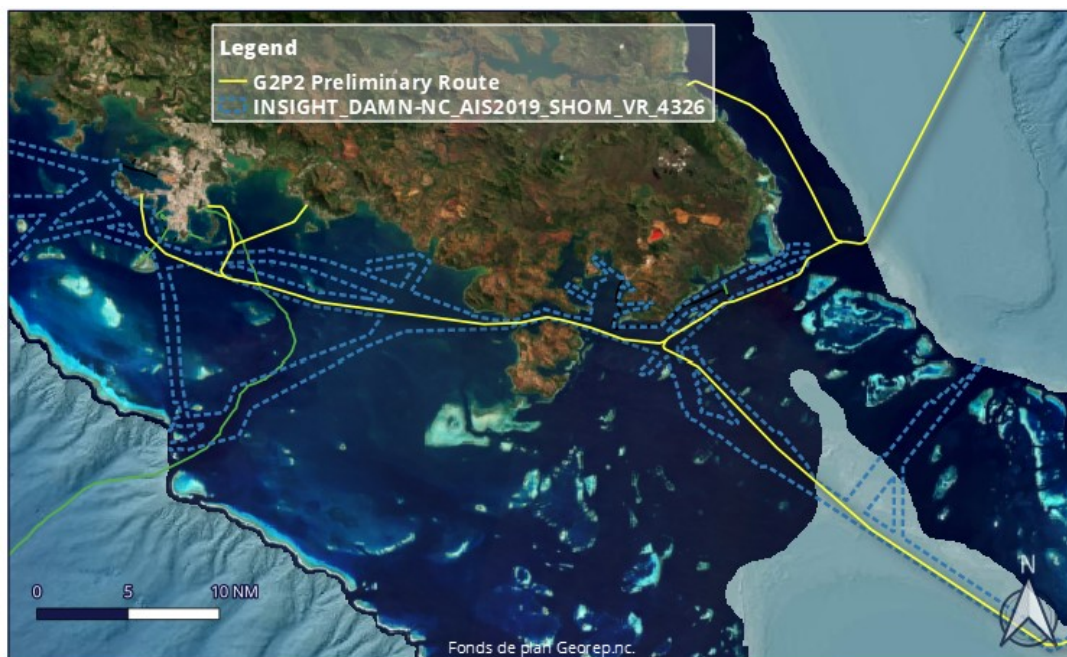 Legend
G2P2 Preliminary Route
INSIGHT_DAMN-NC_AIS2019_SHOM_VR_4326
N
0 5 10 NM
Fonds de plan Georep.nc.